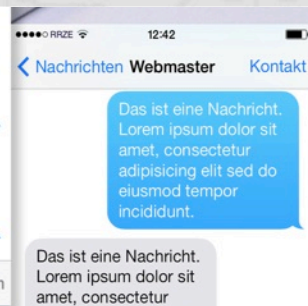 RRZE 12:42
Nachrichten Webmaster Kontakt
Das ist eine Nachricht.
Lorem ipsum dolor sit
amet, consectetur
adipisicing elit sed do
eiusmod tempor
incididunt.
Das ist eine Nachricht.
Lorem ipsum dolor sit
amet, consectetur